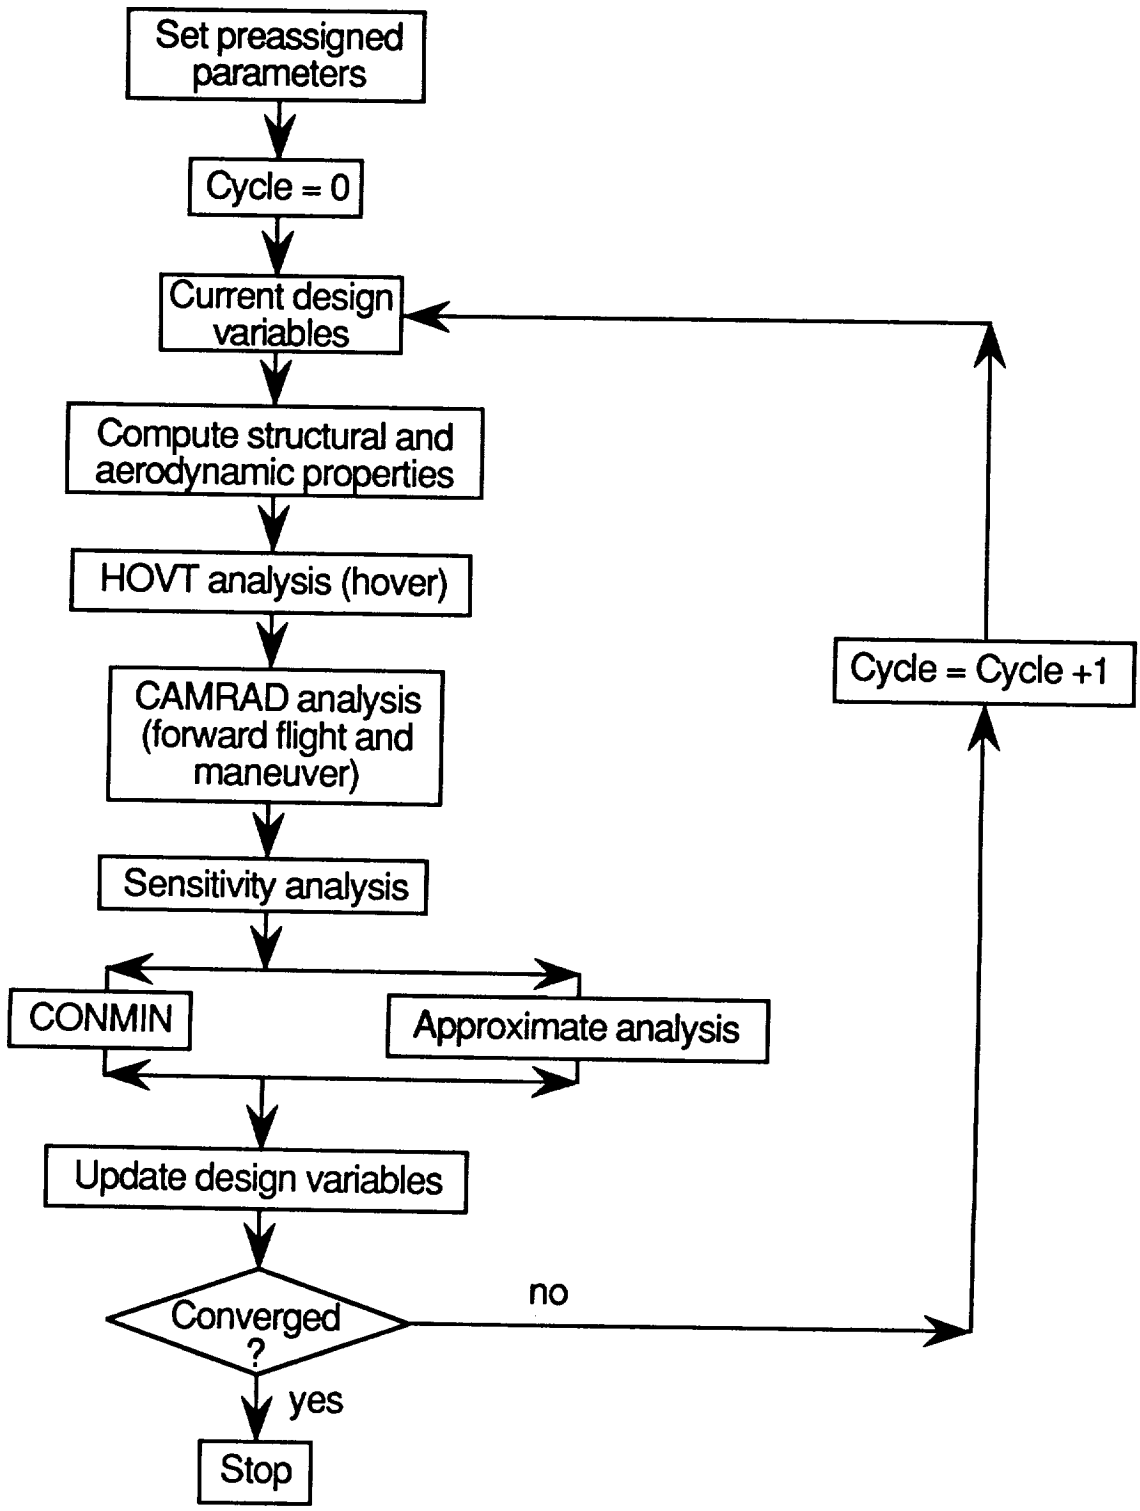 Set preassigned
parameters
Cycle = 0
Current design
variables
Compute structural and
aerodynamic properties
HOVT analysis (hover)
CAMRAD analysis
(forward flight and
maneuver)
Cycle = Cycle +1
Sensitivity analysis
CONMIN
Approximate analysis
Update design variables
Converged
?
no
yes
Stop